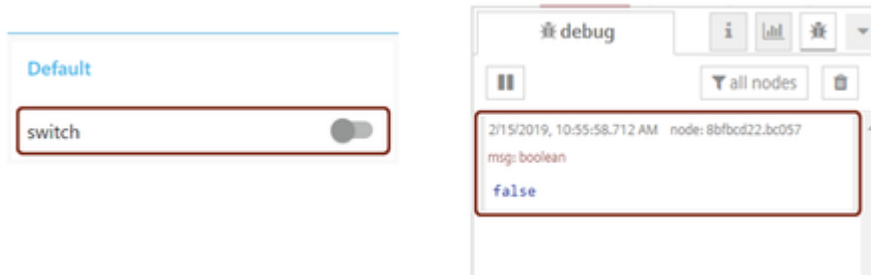 Default
switch
debug
all nodes
2/15/2019, 10:55:58.712 AM node: 8bfbcd22.bc057
msg: boolean
false